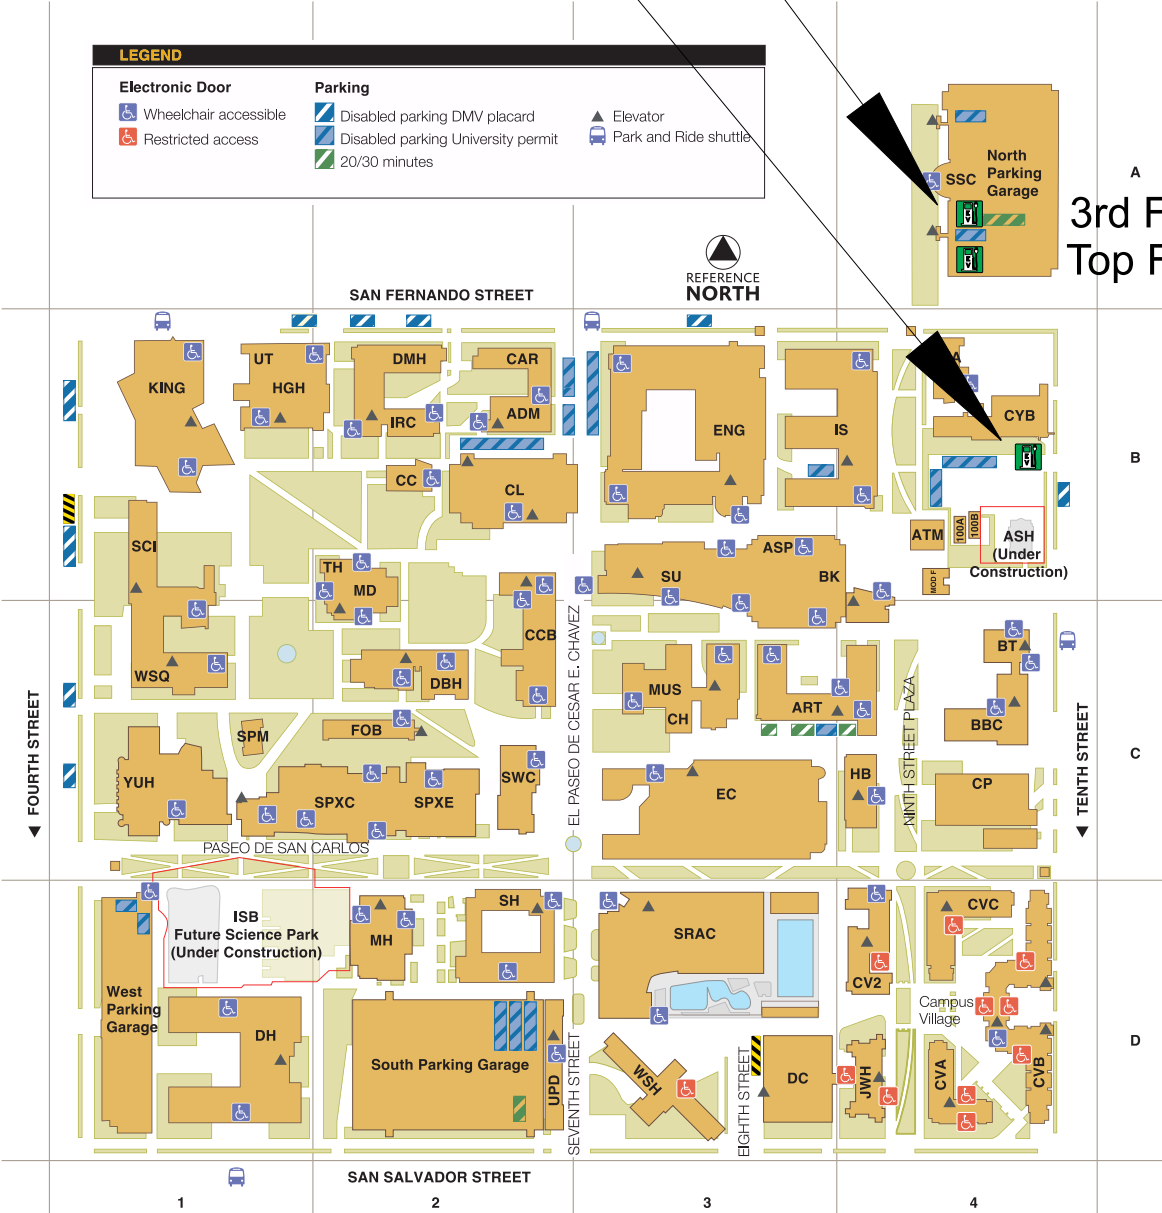 LEGEND
Electronic Door
Wheelchair accessible
Restricted access
Parking
Disabled parking DMV placard
Disabled parking University permit
20/30 minutes
Elevator
Park and Ride shuttle
North
Parking
Garage
SSC
A
3rd F
Top F
REFERENCE
NORTH
SAN FERNANDO STREET
KING
UT
HGH
DMH
IRC
CAR
ADM
CC
CL
ENG
IS
A
CYB
EV
EV
EV
B
SCI
TH
MD
SU
ASP
BK
ATM
100A
100B
ASH
(Under
Construction)
MOD F
CCB
WSQ
DBH
MUS
CH
ART
BT
BBC
FOURTH STREET
EL PASEO DE CESAR E. CHAVEZ
NINTH STREET PLAZA
TENTH STREET
C
SPM
FOB
YUH
SPXC
SPXE
SWC
EC
HB
CP
PASEO DE SAN CARLOS
ISB
Future Science Park
(Under Construction)
MH
SH
SRAC
CV2
CVC
Campus
Village
West
Parking
Garage
DH
South Parking Garage
UPD
SEVENTH STREET
WSH
EIGHTH STREET
DC
JWH
CVA
CVB
D
SAN SALVADOR STREET
1
2
3
4